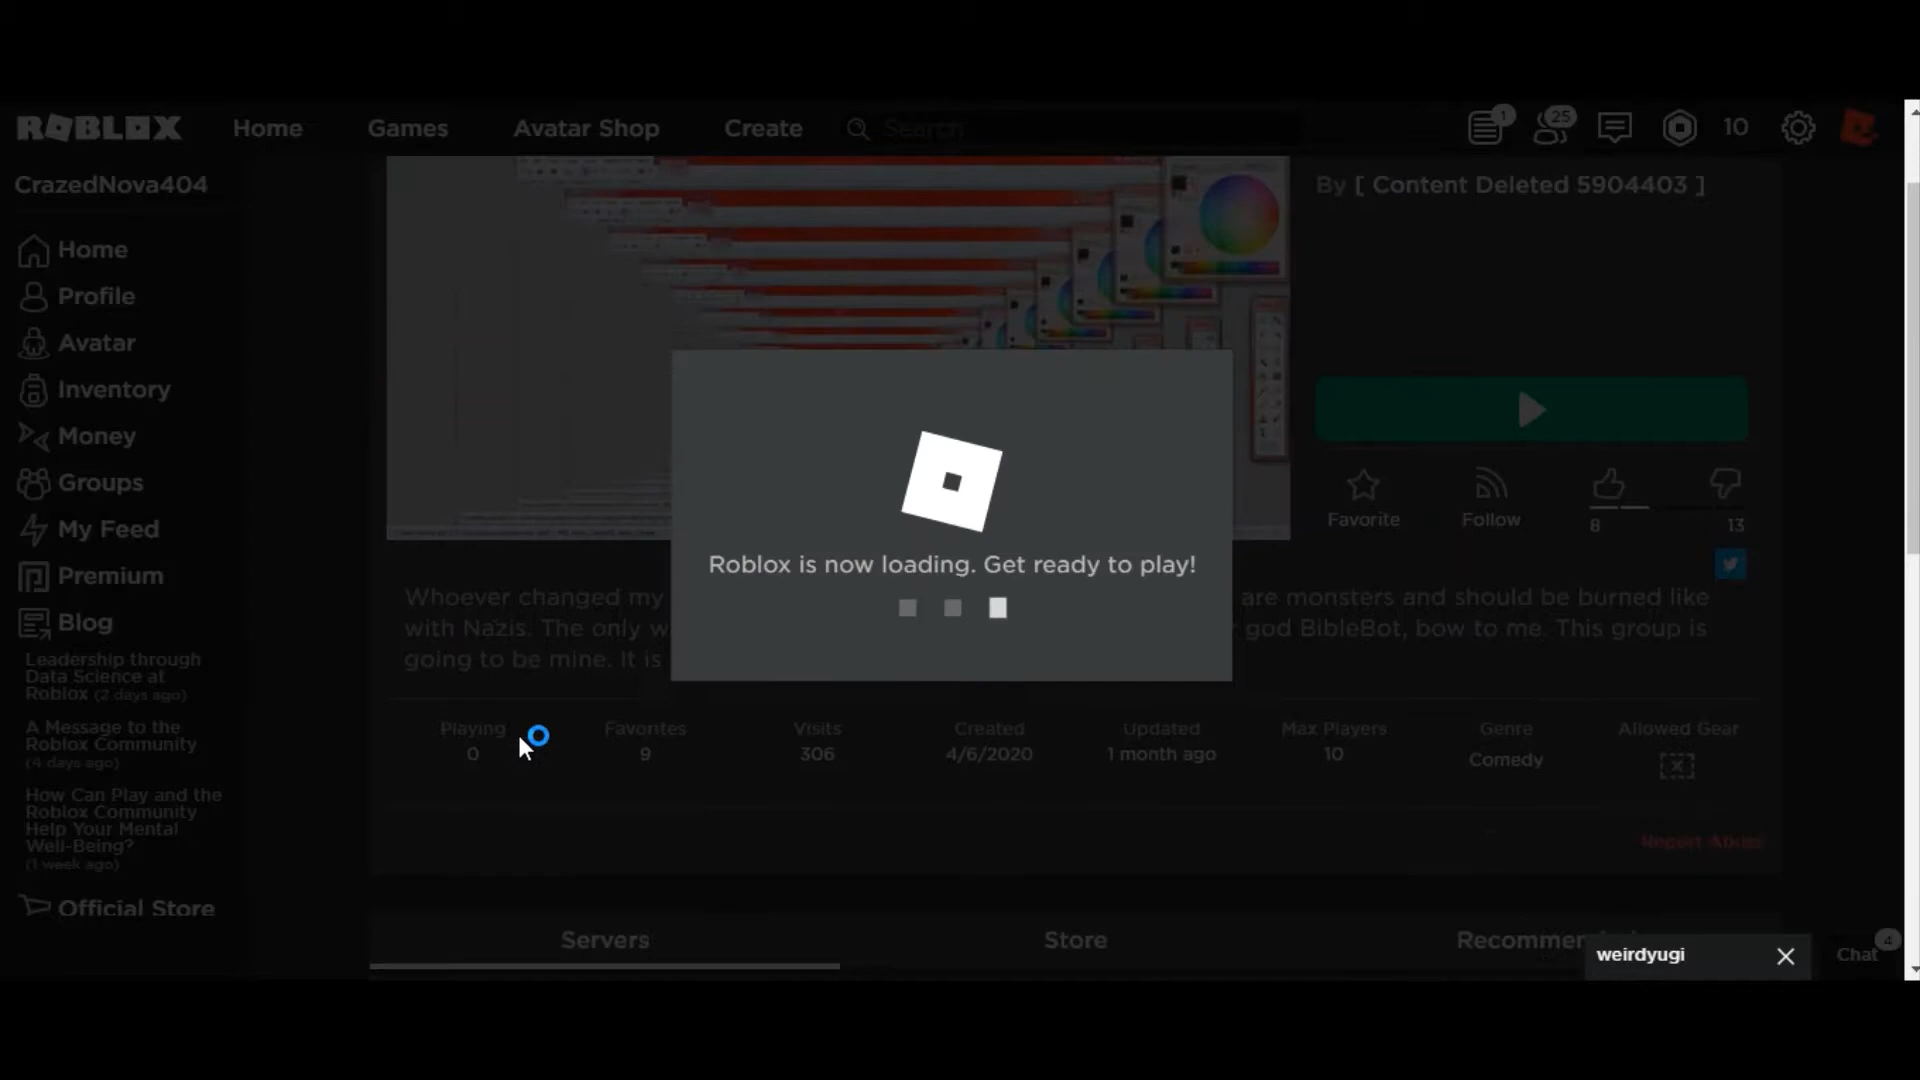 ROBLOX Home Games Avatar Shop Create Search 1 25 10
CrazedNova404
Home
Profile
Avatar
Inventory
Money
Groups
My Feed
Premium
Blog
Leadership through
Data Science at
Roblox (2 days ago)
A Message to the
Roblox Community
(4 days ago)
How Can Play and the
Roblox Community
Help Your Mental
Well-Being?
(1 week ago)
Official Store
By [ Content Deleted 5904403 ]
Favorite Follow 8 13
Roblox is now loading. Get ready to play!
Whoever changed my are monsters and should be burned like
with Nazis. The only god BibleBot, bow to me. This group is
going to be mine. It is
Playing Favorites Visits Created Updated Max Players Genre Allowed Gear
0 9 306 4/6/2020 1 month ago 10 Comedy
Report Abuse
Servers Store
weirdyugi
Chat 4